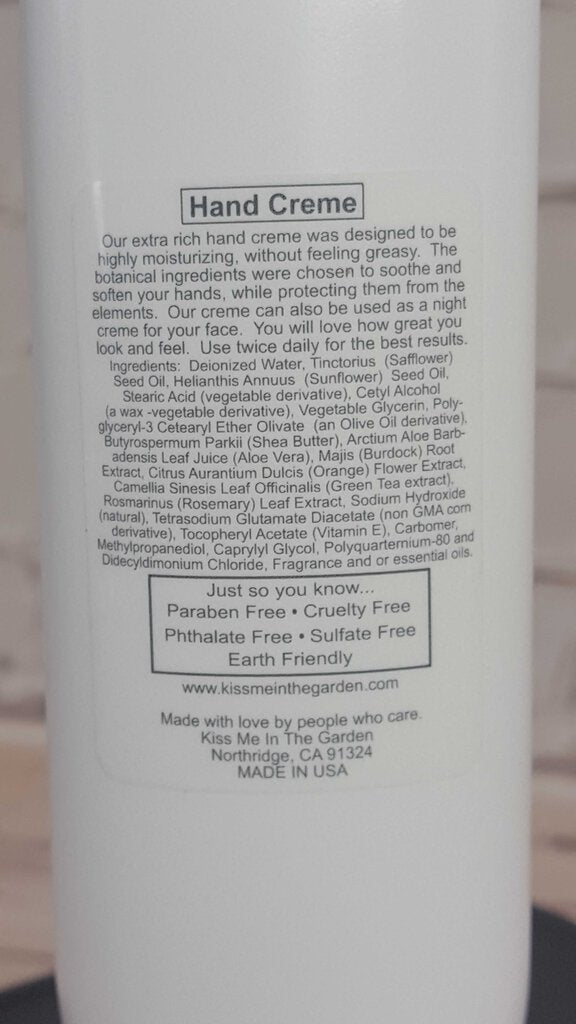 Hand Creme
Our extra rich hand creme was designed to be
highly moisturizing, without feeling greasy. The
botanical ingredients were chosen to soothe and
soften your hands, while protecting them from the
elements. Our creme can also be used as a night
creme for your face. You will love how great you
look and feel. Use twice daily for the best results.
Ingredients: Deionized Water, Tinctorius (Safflower)
Seed Oil, Helianthis Annuus (Sunflower) Seed Oil,
Stearic Acid (vegetable derivative), Cetyl Alcohol
(a wax -vegetable derivative), Vegetable Glycerin, Poly-
glyceryl-3 Cetearyl Ether Olivate (an Olive Oil derivative),
Butyrospermum Parkii (Shea Butter), Arctium Aloe Barb-
adensis Leaf Juice (Aloe Vera), Majis (Burdock) Root
Extract, Citrus Aurantium Dulcis (Orange) Flower Extract,
Camellia Sinesis Leaf Officinalis (Green Tea extract),
Rosmarinus (Rosemary) Leaf Extract, Sodium Hydroxide
(natural), Tetrasodium Glutamate Diacetate (non GMA corn
derivative), Tocopheryl Acetate (Vitamin E), Carbomer,
Methylpropanediol, Caprylyl Glycol, Polyquarternium-80 and
Didecyldimonium Chloride, Fragrance and or essential oils.
Just so you know...
Paraben Free • Cruelty Free
Phthalate Free • Sulfate Free
Earth Friendly
www.kissmeinthegarden.com
Made with love by people who care.
Kiss Me In The Garden
Northridge, CA 91324
MADE IN USA